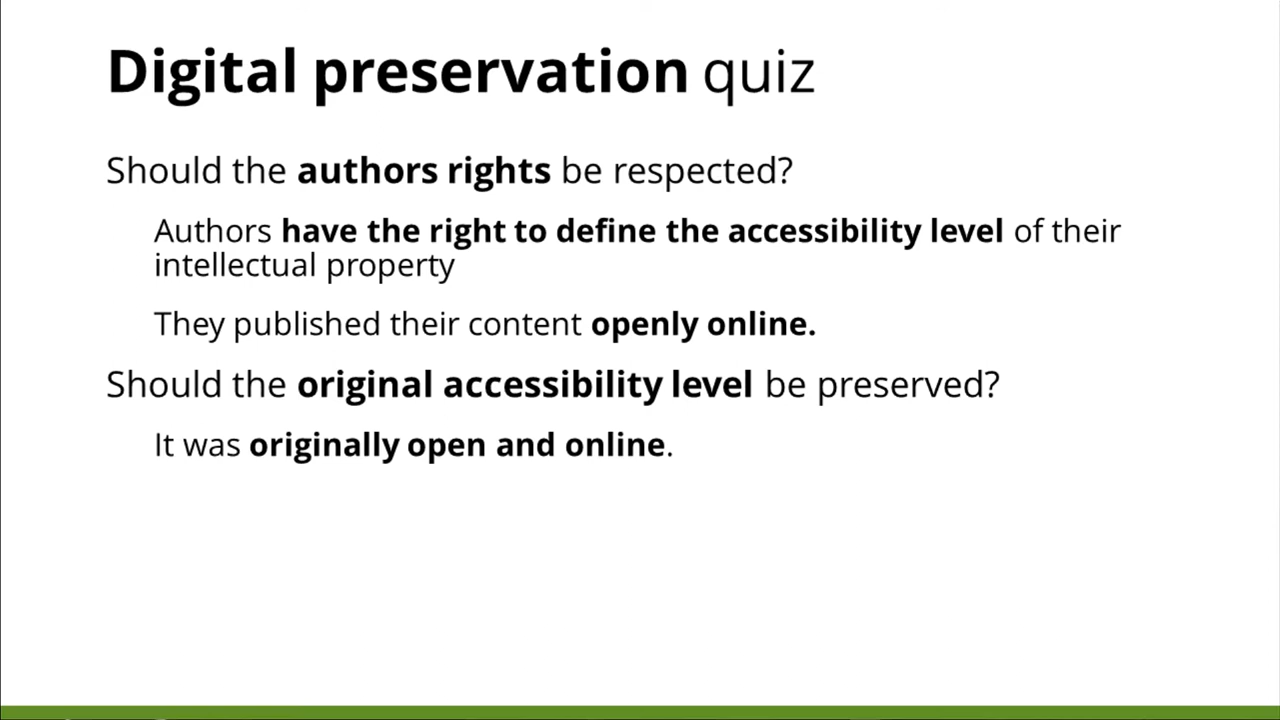 Digital preservation quiz
Should the authors rights be respected?
Authors have the right to define the accessibility level of their
intellectual property
They published their content openly online.
Should the original accessibility level be preserved?
It was originally open and online.